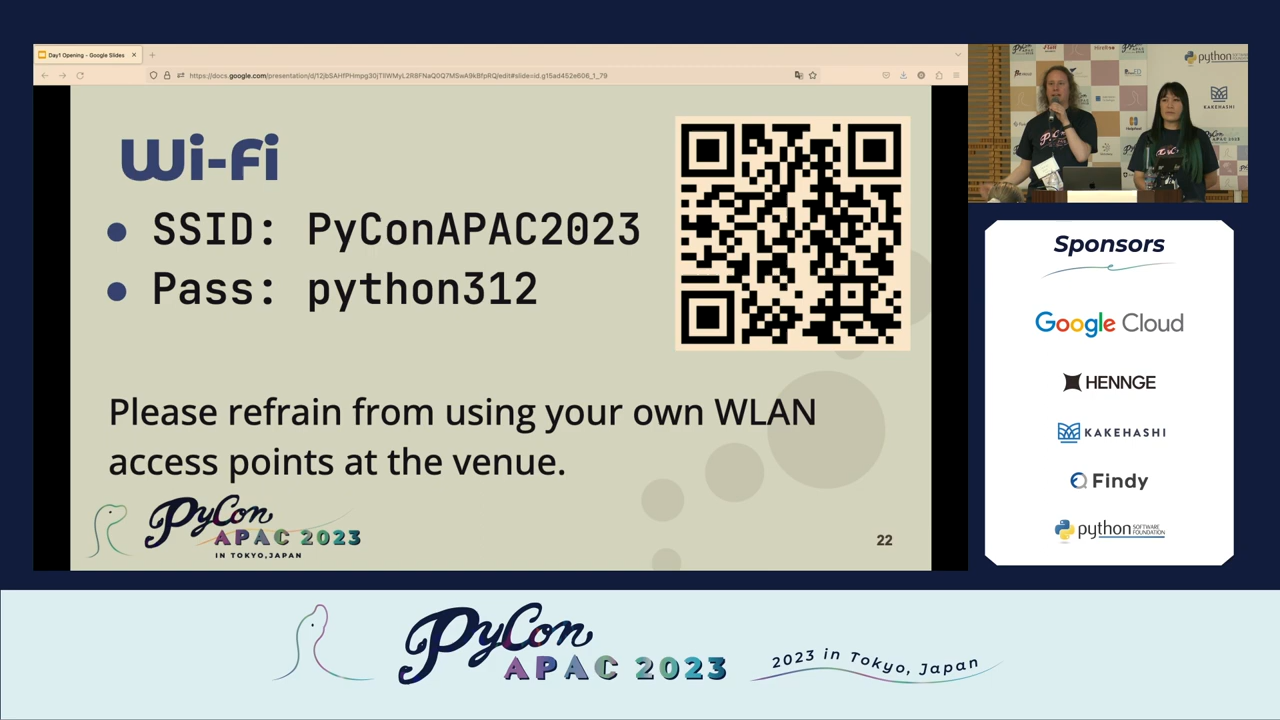 Day1 Opening - Google Slides
Wi-Fi
SSID: PyConAPAC2023
Pass: python312
Please refrain from using your own WLAN
access points at the venue.
PyCon
APAC 2023
IN TOKYO,JAPAN
22
python
KAKEHASHI
Sponsors
Google Cloud
HENNGE
KAKEHASHI
Findy
python SOFTWARE
FOUNDATION
PyCon
APAC 2023
2023 in Tokyo, Japan